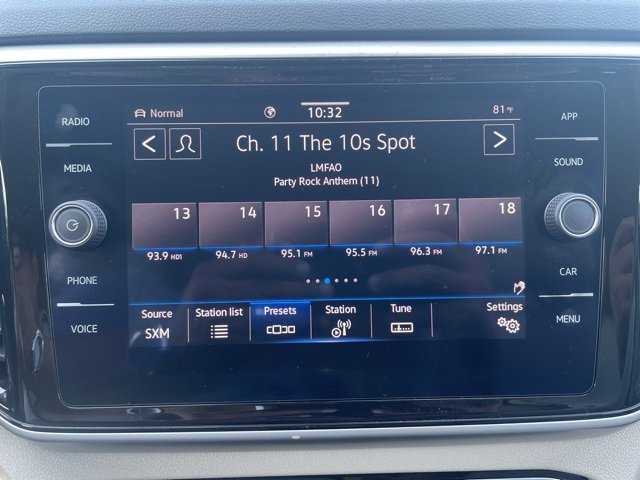 Normal 10:32 81 °F
RADIO
APP
Ch. 11 The 10s Spot
MEDIA
SOUND
LMFAO
Party Rock Anthem (11)
13 14 15 16 17 18
93.9 HD1 94.7 HD 95.1 FM 95.5 FM 96.3 FM 97.1 FM
PHONE
CAR
Source Station list Presets Station Tune Settings
SXM
VOICE
MENU